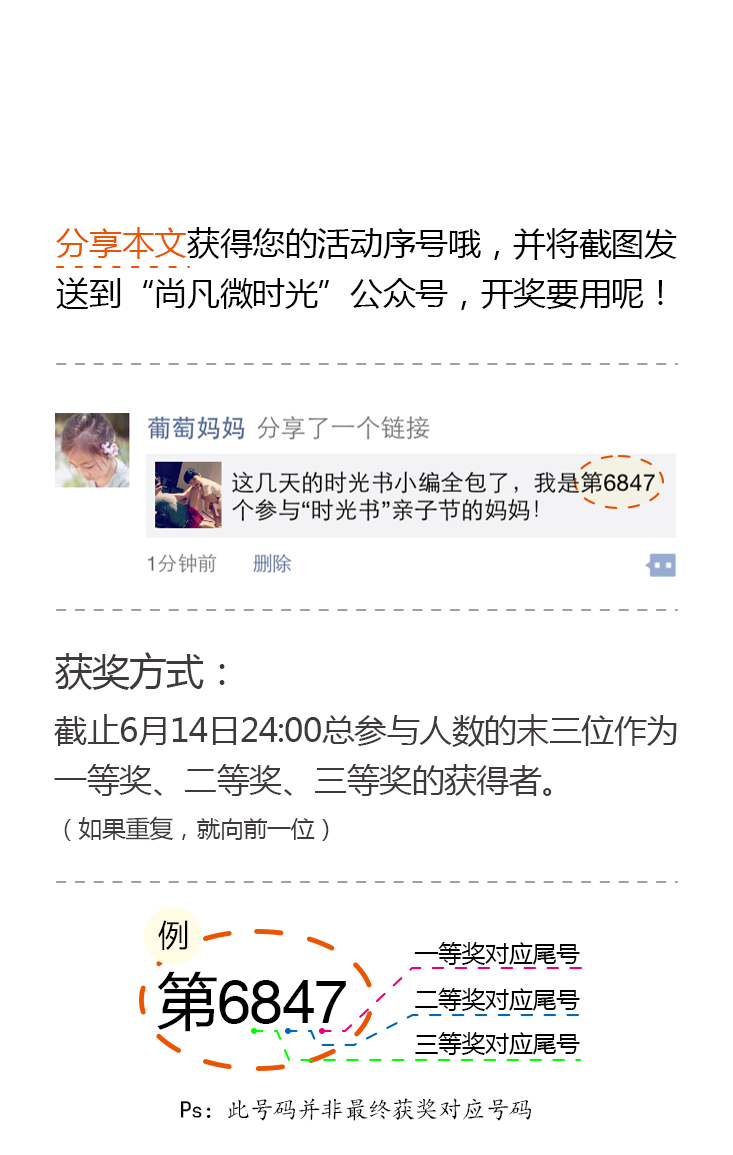 分享本文获得您的活动序号哦，并将截图发
送到“尚凡微时光”公众号，开奖要用呢！
葡萄妈妈 分享了一个链接
这几天的时光书小编全包了，我是第6847
个参与“时光书”亲子节的妈妈！
1分钟前 删除
获奖方式：
截止6月14日24:00总参与人数的末三位作为
一等奖、二等奖、三等奖的获得者。
（如果重复，就向前一位）
例
第6847
一等奖对应尾号
二等奖对应尾号
三等奖对应尾号
Ps：此号码并非最终获奖对应号码